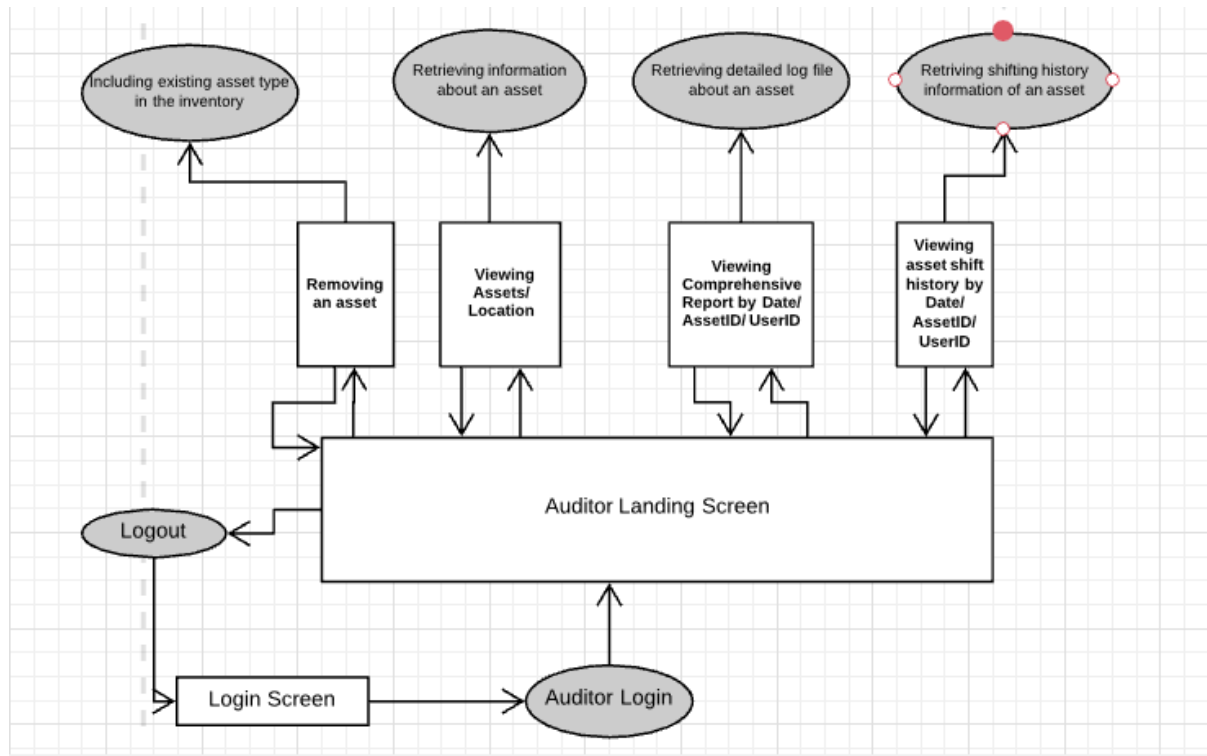 Including existing asset type
in the inventory
Retrieving information
about an asset
Retrieving detailed log file
about an asset
Retriving shifting history
information of an asset
Removing
an asset
Viewing
Assets/
Location
Viewing
Comprehensive
Report by Date/
AssetID/ UserID
Viewing
asset shift
history by
Date/
AssetID/
UserID
Auditor Landing Screen
Logout
Login Screen
Auditor Login